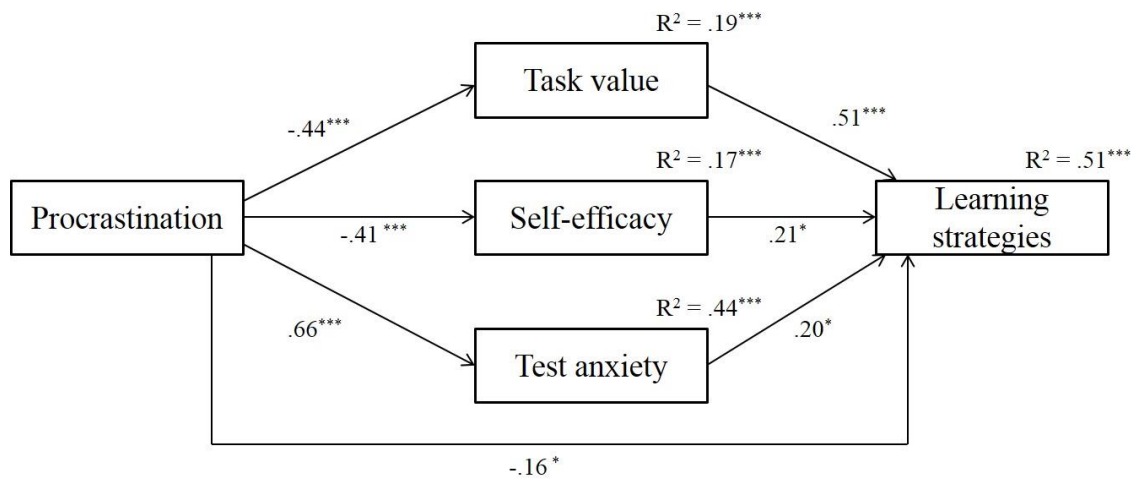 R² = .19***
Task value
-.44***
.51***
R² = .17***
R² = .51***
Procrastination
Self-efficacy
Learning
strategies
-.41 ***
.21*
R² = .44***
.66***
.20*
Test anxiety
-.16 *